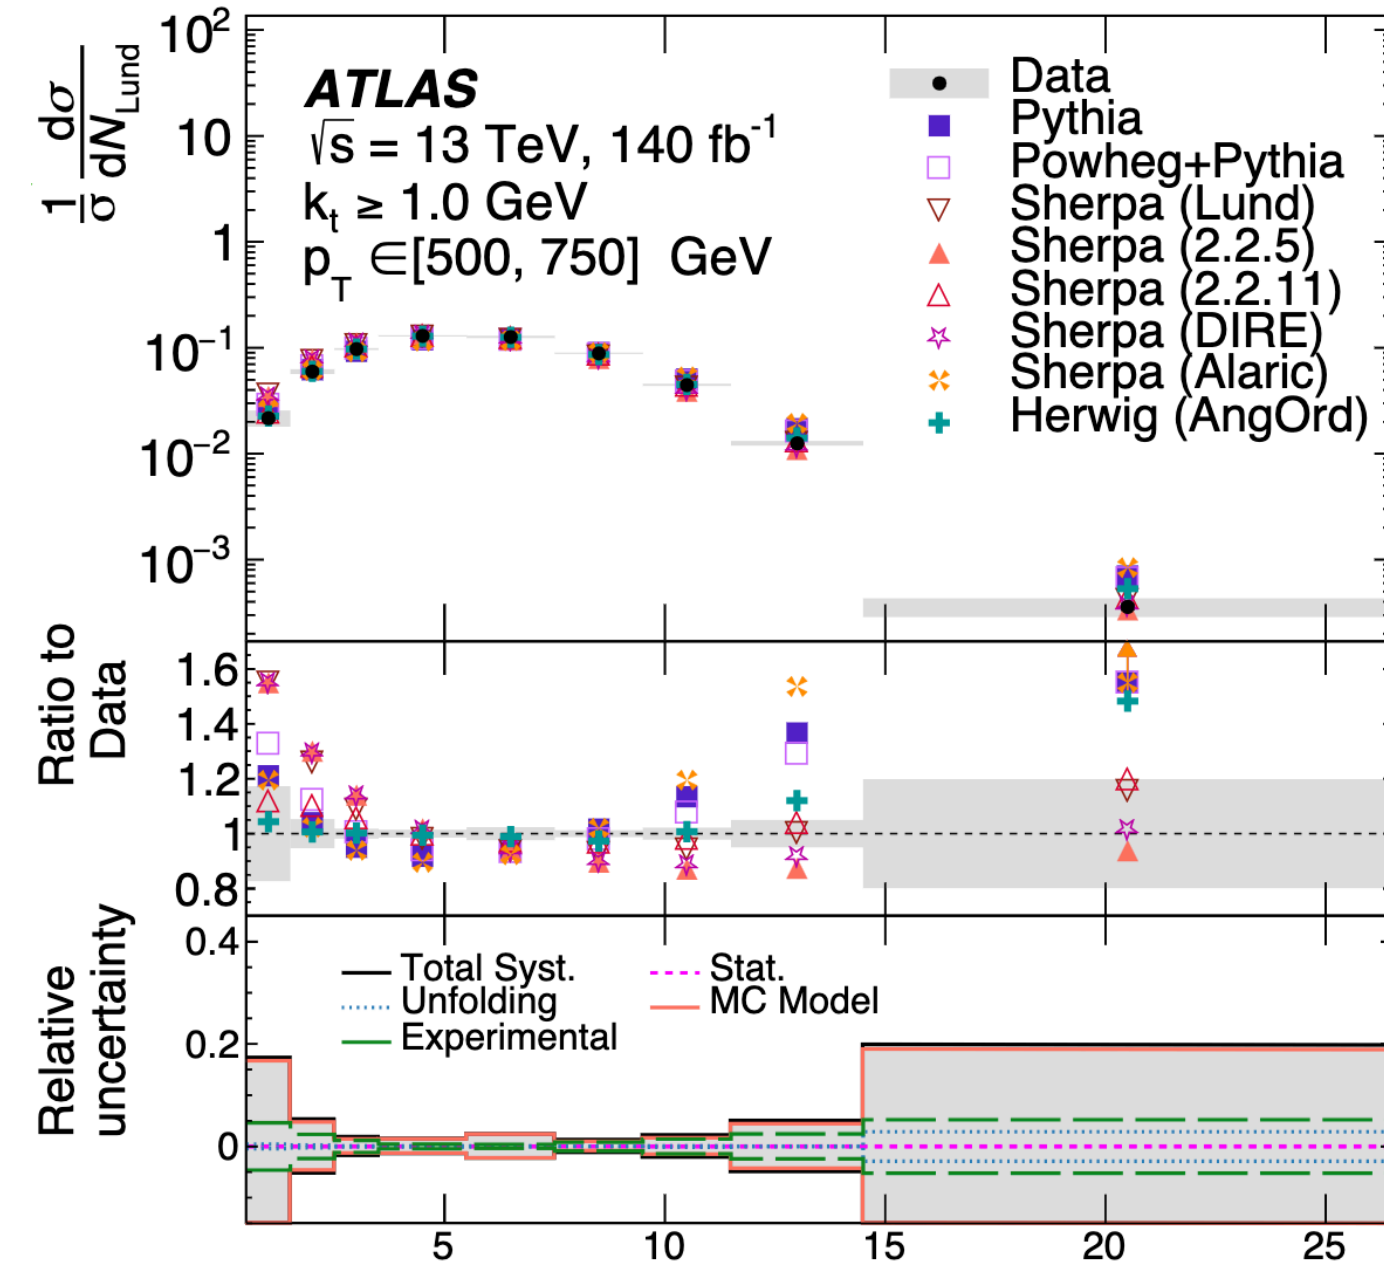 10²
10
1
10⁻¹
10⁻²
10⁻³
1/σ dσ/dN_Lund
ATLAS
√s = 13 TeV, 140 fb⁻¹
k_t ≥ 1.0 GeV
p_T ∈[500, 750] GeV
Data
Pythia
Powheg+Pythia
Sherpa (Lund)
Sherpa (2.2.5)
Sherpa (2.2.11)
Sherpa (DIRE)
Sherpa (Alaric)
Herwig (AngOrd)
Ratio to
Data
1.6
1.4
1.2
1
0.8
Relative
uncertainty
0.4
0.2
0
Total Syst.
Unfolding
Experimental
Stat.
MC Model
5 10 15 20 25